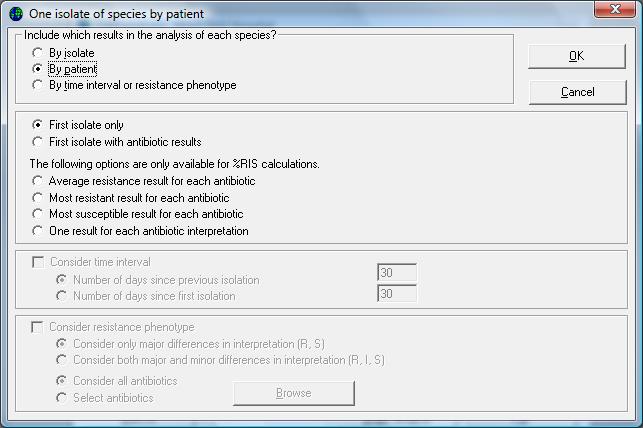 One isolate of species by patient
Include which results in the analysis of each species?
By isolate
By patient
By time interval or resistance phenotype
OK
Cancel
First isolate only
First isolate with antibiotic results
The following options are only available for %RIS calculations.
Average resistance result for each antibiotic
Most resistant result for each antibiotic
Most susceptible result for each antibiotic
One result for each antibiotic interpretation
Consider time interval
Number of days since previous isolation 30
Number of days since first isolation 30
Consider resistance phenotype
Consider only major differences in interpretation (R, S)
Consider both major and minor differences in interpretation (R, I, S)
Consider all antibiotics
Select antibiotics
Browse